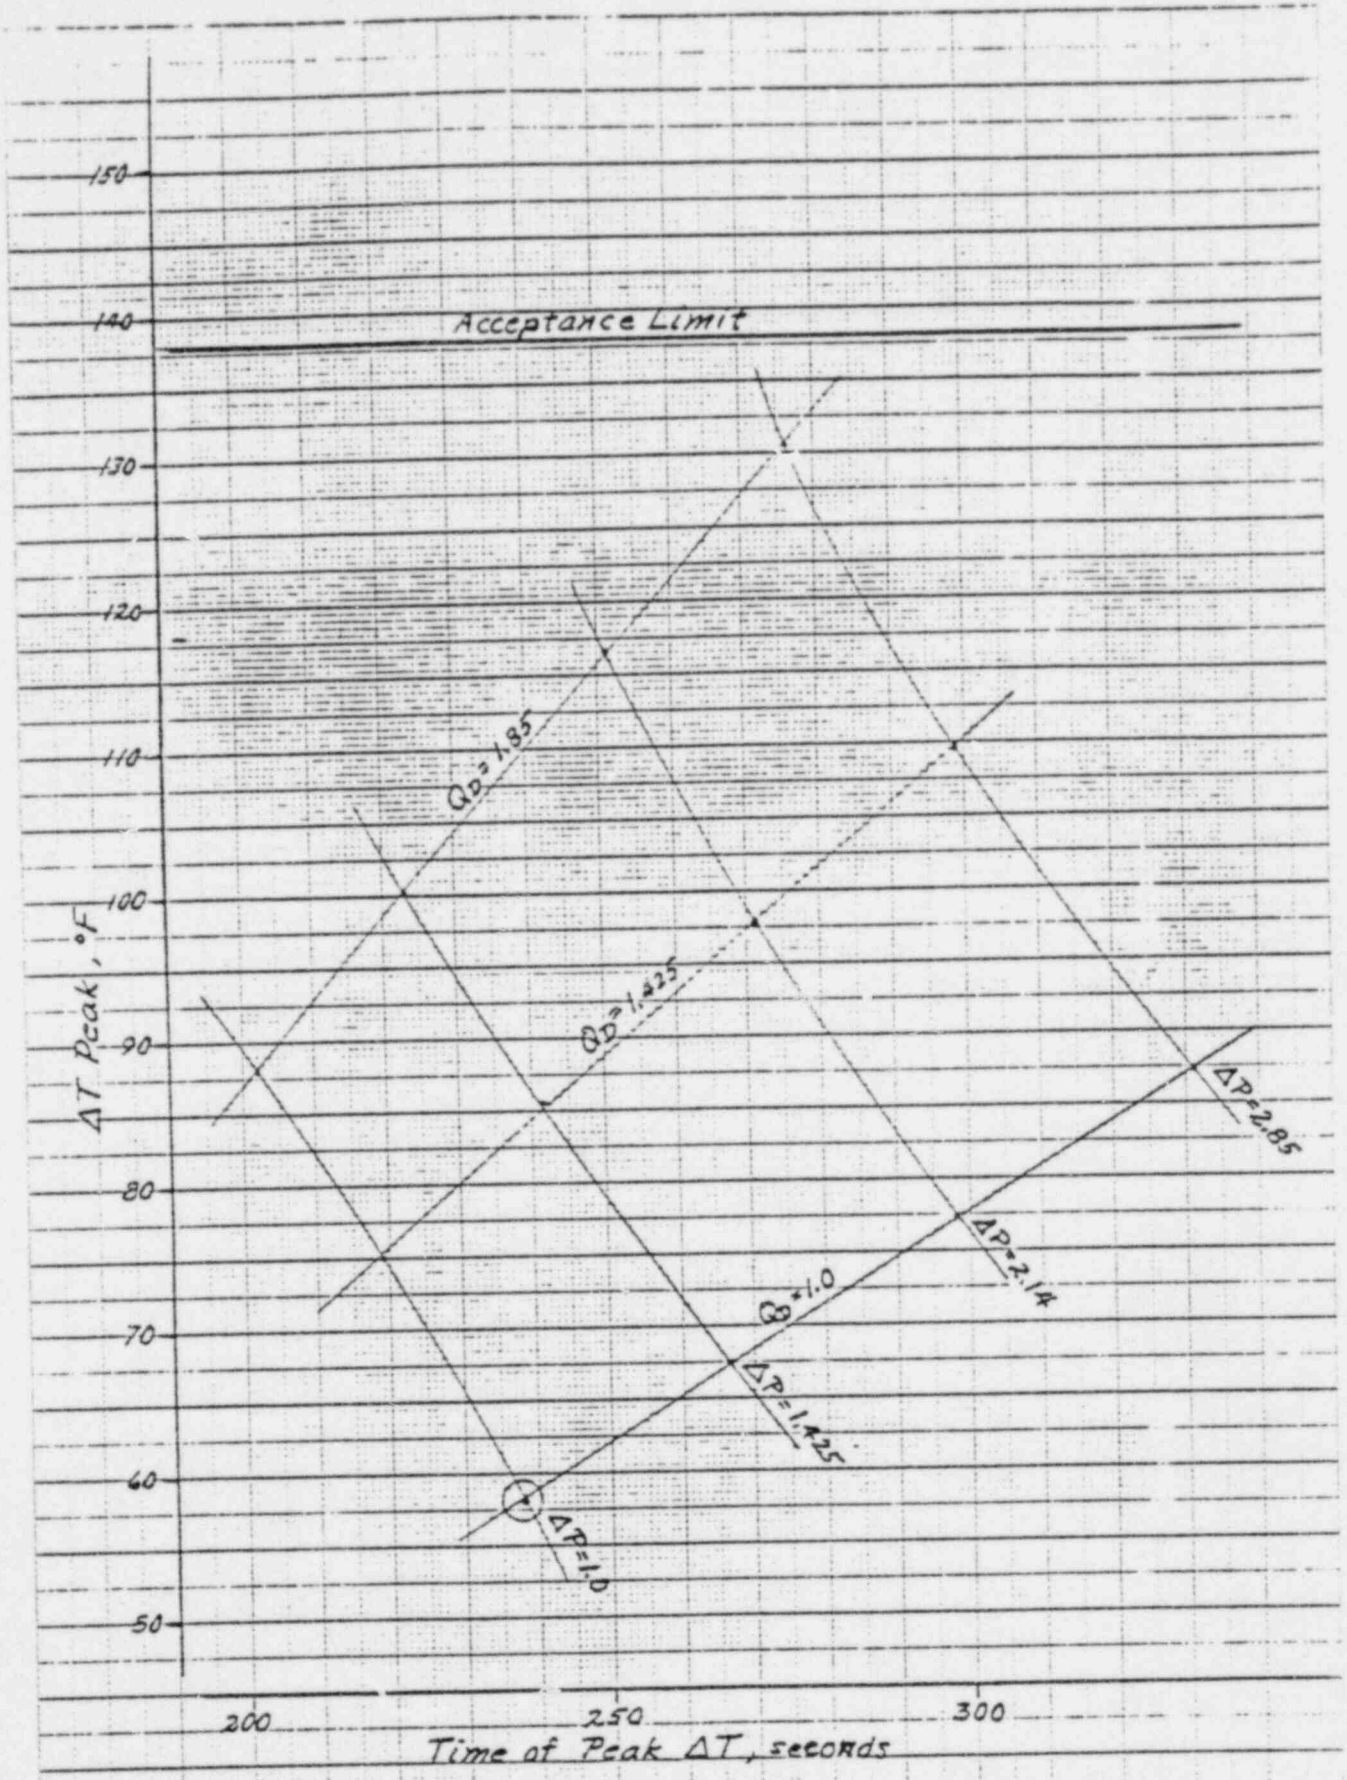 150
140
Acceptance Limit
130
120
110
QD = 1.85
100
QD = 1.425
90
ΔT Peak, °F
ΔP=2.85
80
ΔP=2.14
QD = 1.0
70
ΔP=1.425
60
ΔP=1.0
50
200 250 300
Time of Peak ΔT, seconds